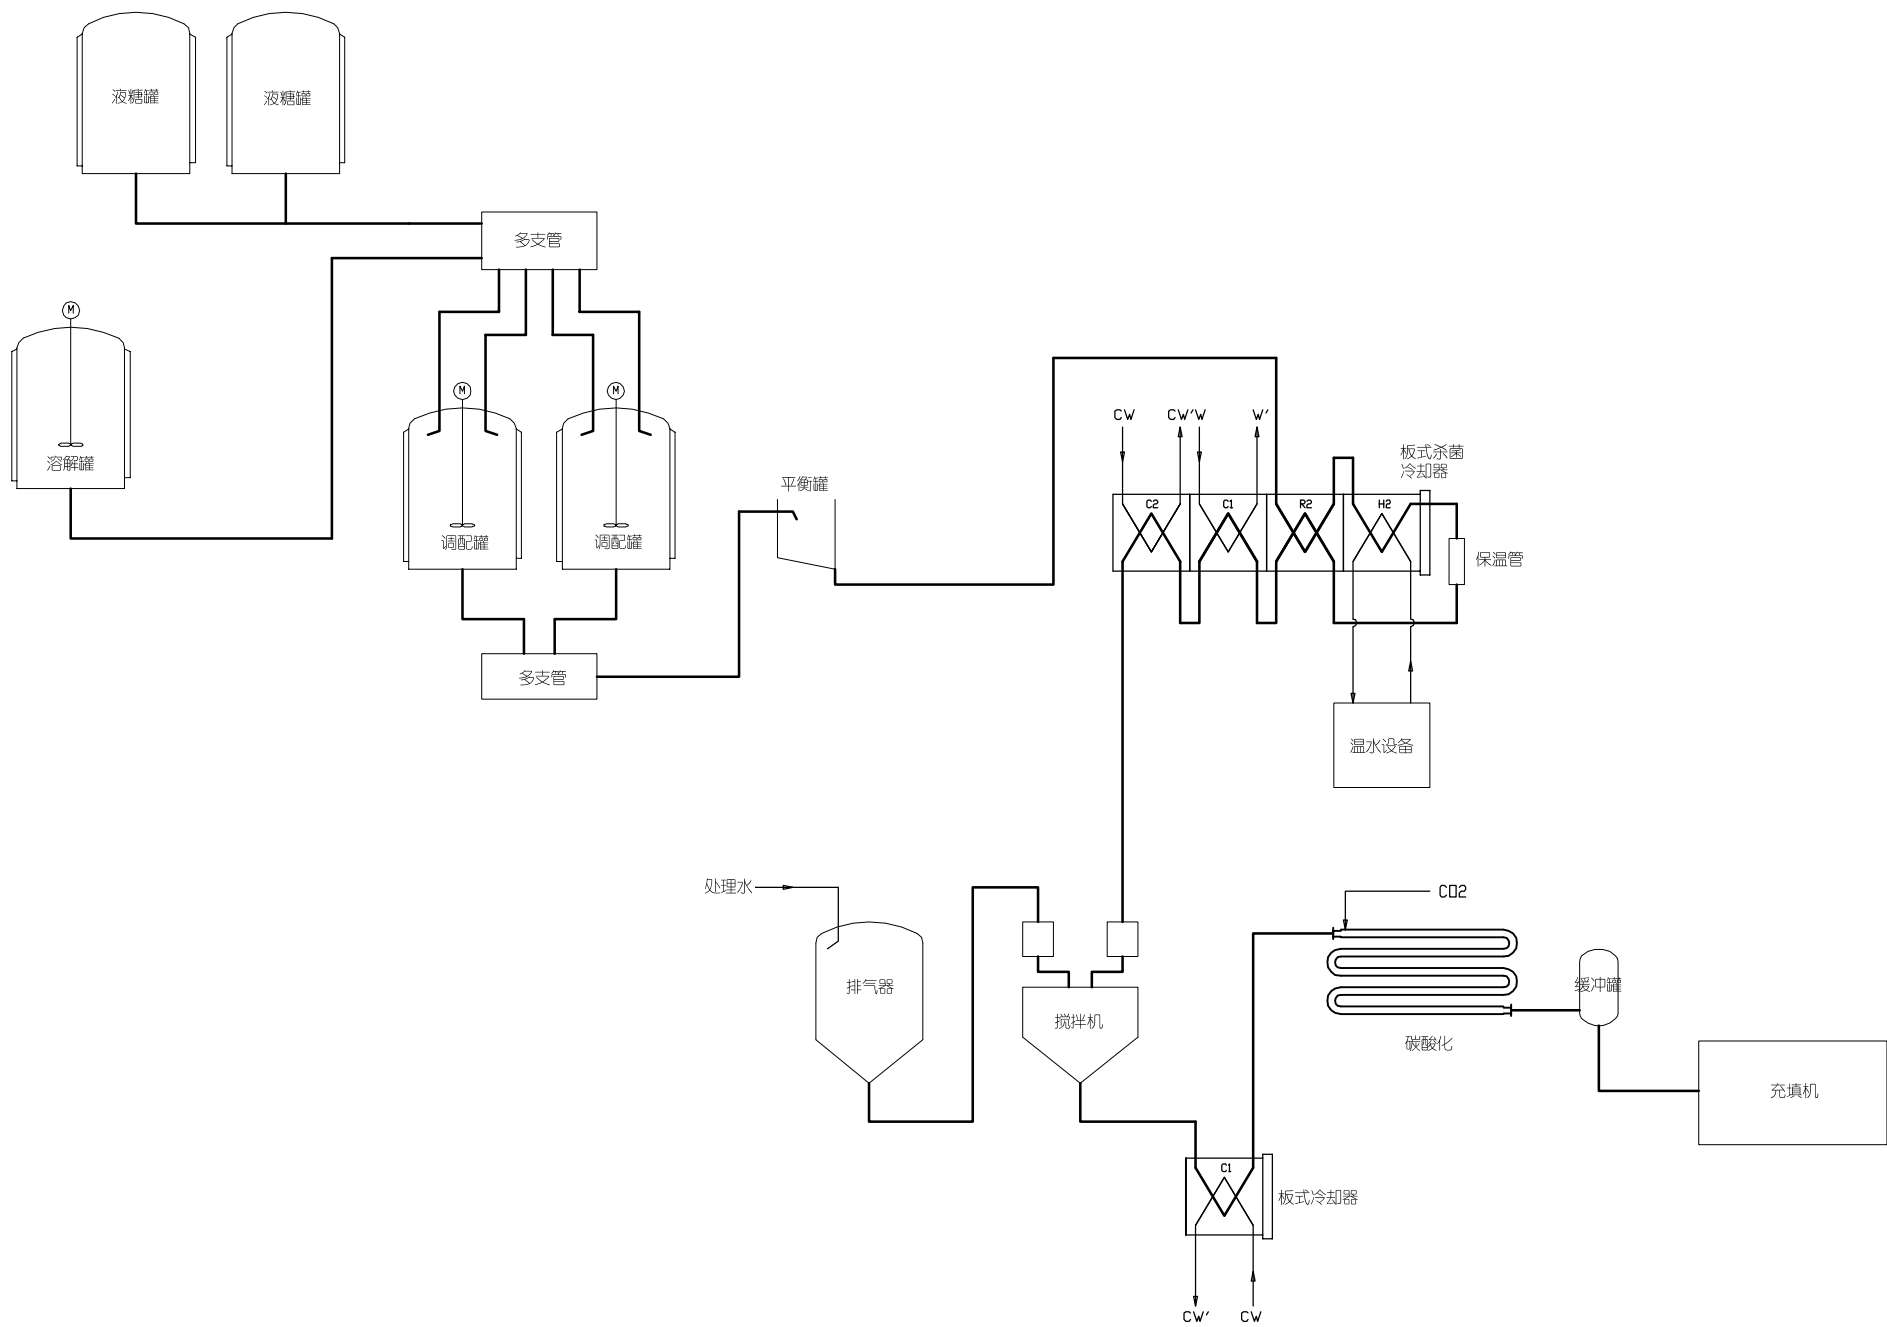 液糖罐
液糖罐
多支管
M
溶解罐
M
M
调配罐
调配罐
多支管
平衡罐
CW
CW'
W
W'
板式杀菌
冷却器
C2
C1
R2
H2
保温管
温水设备
处理水
CO2
排气器
搅拌机
缓冲罐
碳酸化
充填机
C1
板式冷却器
CW'
CW